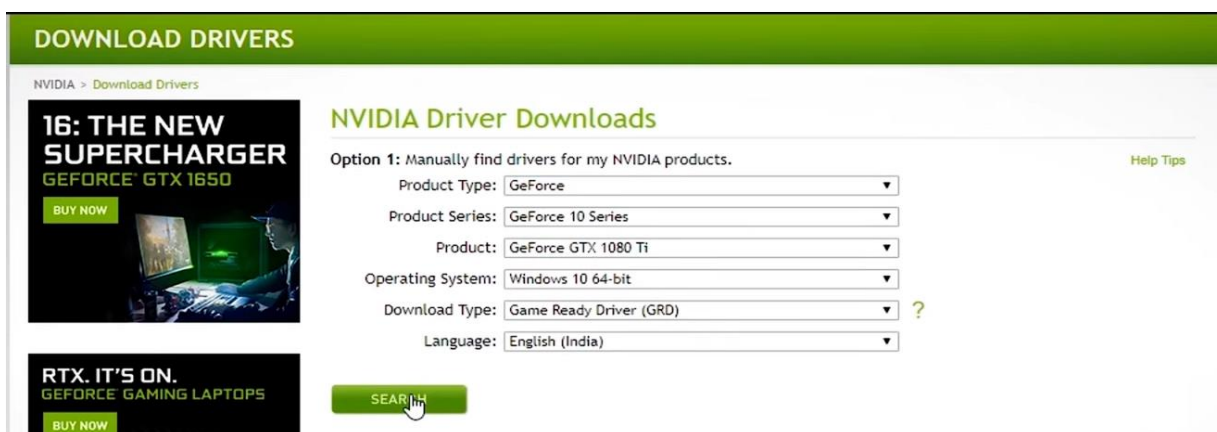 DOWNLOAD DRIVERS
NVIDIA > Download Drivers
16: THE NEW
SUPERCHARGER
GEFORCE® GTX 1650
BUY NOW
RTX. IT'S ON.
GEFORCE® GAMING LAPTOPS
BUY NOW
NVIDIA Driver Downloads
Option 1: Manually find drivers for my NVIDIA products.
Help Tips
Product Type: GeForce
Product Series: GeForce 10 Series
Product: GeForce GTX 1080 Ti
Operating System: Windows 10 64-bit
Download Type: Game Ready Driver (GRD) ?
Language: English (India)
SEARCH